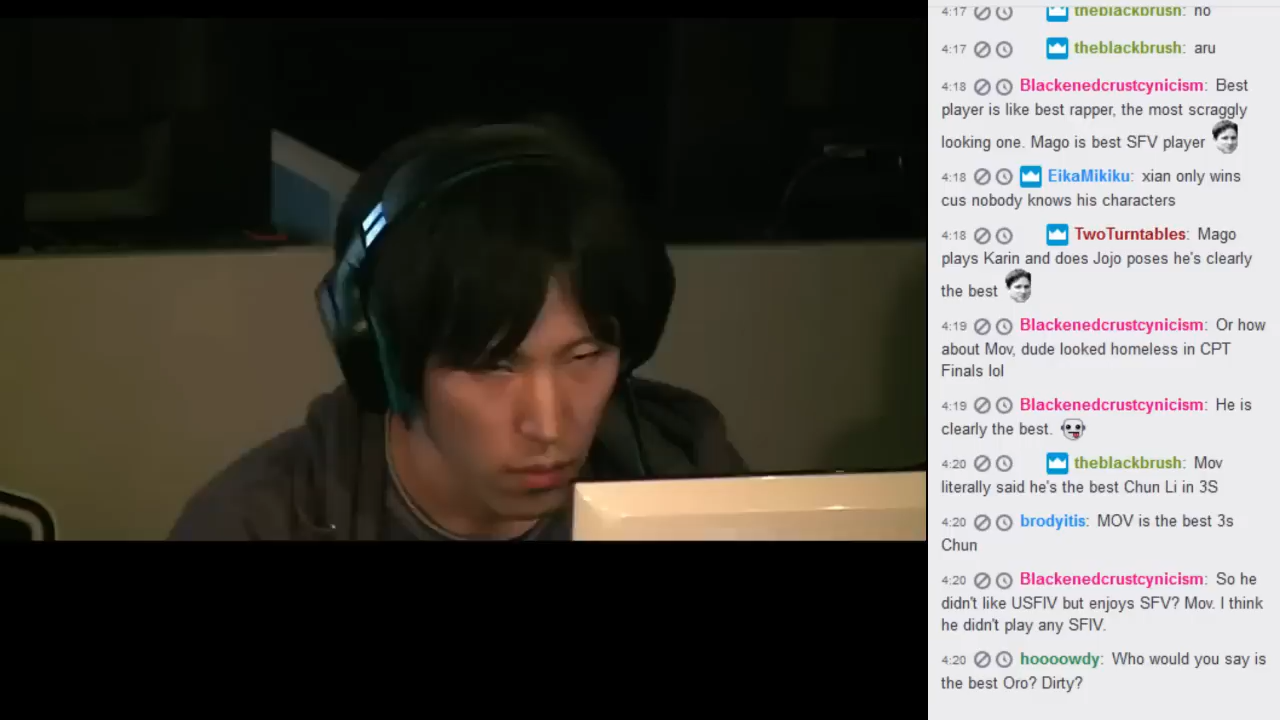 4:17 theblackbrush: no
4:17 theblackbrush: aru
4:18 Blackenedcrustcynicism: Best
player is like best rapper, the most scraggly
looking one. Mago is best SFV player
4:18 EikaMikiku: xian only wins
cus nobody knows his characters
4:18 TwoTurntables: Mago
plays Karin and does Jojo poses he's clearly
the best
4:19 Blackenedcrustcynicism: Or how
about Mov, dude looked homeless in CPT
Finals lol
4:19 Blackenedcrustcynicism: He is
clearly the best.
4:20 theblackbrush: Mov
literally said he's the best Chun Li in 3S
4:20 brodyitis: MOV is the best 3s
Chun
4:20 Blackenedcrustcynicism: So he
didn't like USFIV but enjoys SFV? Mov. I think
he didn't play any SFIV.
4:20 hoooowdy: Who would you say is
the best Oro? Dirty?